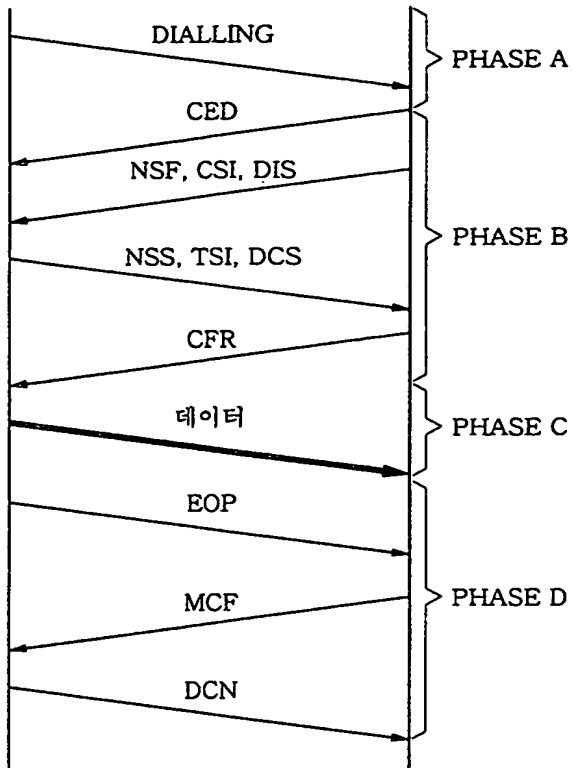 DIALLING
PHASE A
CED
NSF, CSI, DIS
NSS, TSI, DCS
PHASE B
CFR
데이터
PHASE C
EOP
MCF
PHASE D
DCN